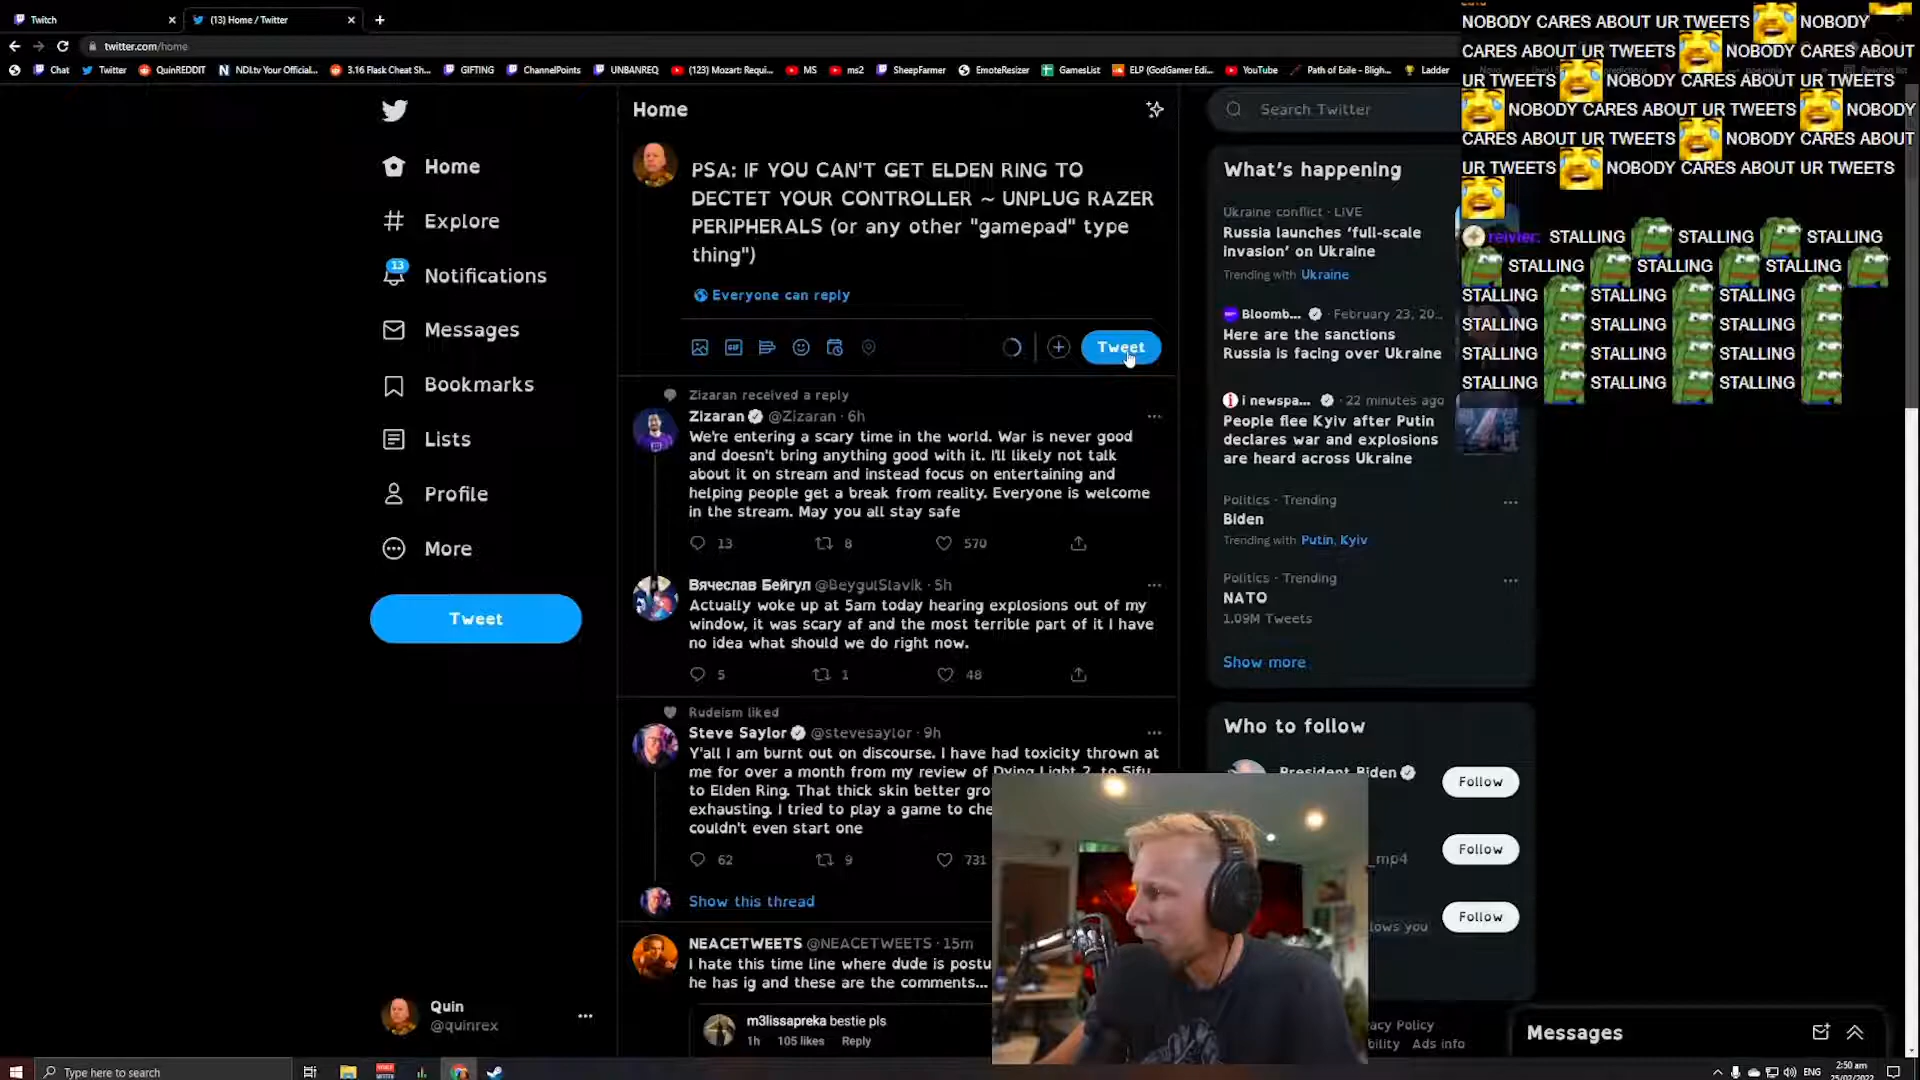 Twitch
(13) Home / Twitter
twitter.com/home
Chat
Twitter
QuinREDDIT
NDI.tv Your Official...
3.16 Flask Cheat Sh...
GIFTING
ChannelPoints
UNBANREQ
(123) Mozart: Requi...
MS
ms2
SheepFarmer
EmoteResizer
GamesList
ELP (GodGamer Edi...
YouTube
Path of Exile - Bligh...
Ladder
Home
Explore
13
Notifications
Messages
Bookmarks
Lists
Profile
More
Tweet
Quin
@quinrex
Home
PSA: IF YOU CAN'T GET ELDEN RING TO
DECTET YOUR CONTROLLER ~ UNPLUG RAZER
PERIPHERALS (or any other "gamepad" type
thing")
Everyone can reply
GIF
Tweet
Zizaran received a reply
Zizaran @Zizaran · 6h
We're entering a scary time in the world. War is never good
and doesn't bring anything good with it. I'll likely not talk
about it on stream and instead focus on entertaining and
helping people get a break from reality. Everyone is welcome
in the stream. May you all stay safe
13 8 570
Вячеслав Бейгул @BeygulSlavik · 5h
Actually woke up at 5am today hearing explosions out of my
window, it was scary af and the most terrible part of it I have
no idea what should we do right now.
5 1 48
Rudeism liked
Steve Saylor @stevesaylor · 9h
Y'all I am burnt out on discourse. I have had toxicity thrown at
me for over a month from my review of Dying Light 2, to Sifu,
to Elden Ring. That thick skin better gro
exhausting. I tried to play a game to che
couldn't even start one
62 9 731
Show this thread
NEACETWEETS @NEACETWEETS · 15m
I hate this time line where dude is postu
he has ig and these are the comments...
m3lissapreka bestie pls
1h 105 likes Reply
Search Twitter
What's happening
Ukraine conflict · LIVE
Russia launches 'full-scale
invasion' on Ukraine
Trending with Ukraine
Bloomb... · February 23, 20...
Here are the sanctions
Russia is facing over Ukraine
i newspa... · 22 minutes ago
People flee Kyiv after Putin
declares war and explosions
are heard across Ukraine
Politics · Trending
Biden
Trending with Putin, Kyiv
Politics · Trending
NATO
1.09M Tweets
Show more
Who to follow
President Biden
Follow
_mp4
Follow
lows you
Follow
acy Policy
ibility Ads info
Messages
NOBODY CARES ABOUT UR TWEETS NOBODY
CARES ABOUT UR TWEETS NOBODY CARES ABOUT
UR TWEETS NOBODY CARES ABOUT UR TWEETS
NOBODY CARES ABOUT UR TWEETS NOBODY
CARES ABOUT UR TWEETS NOBODY CARES ABOUT
UR TWEETS NOBODY CARES ABOUT UR TWEETS
reivler: STALLING STALLING STALLING
STALLING STALLING STALLING
STALLING STALLING STALLING
STALLING STALLING STALLING
STALLING STALLING STALLING
STALLING STALLING STALLING
Type here to search
ENG
2:50 am
25/02/2022